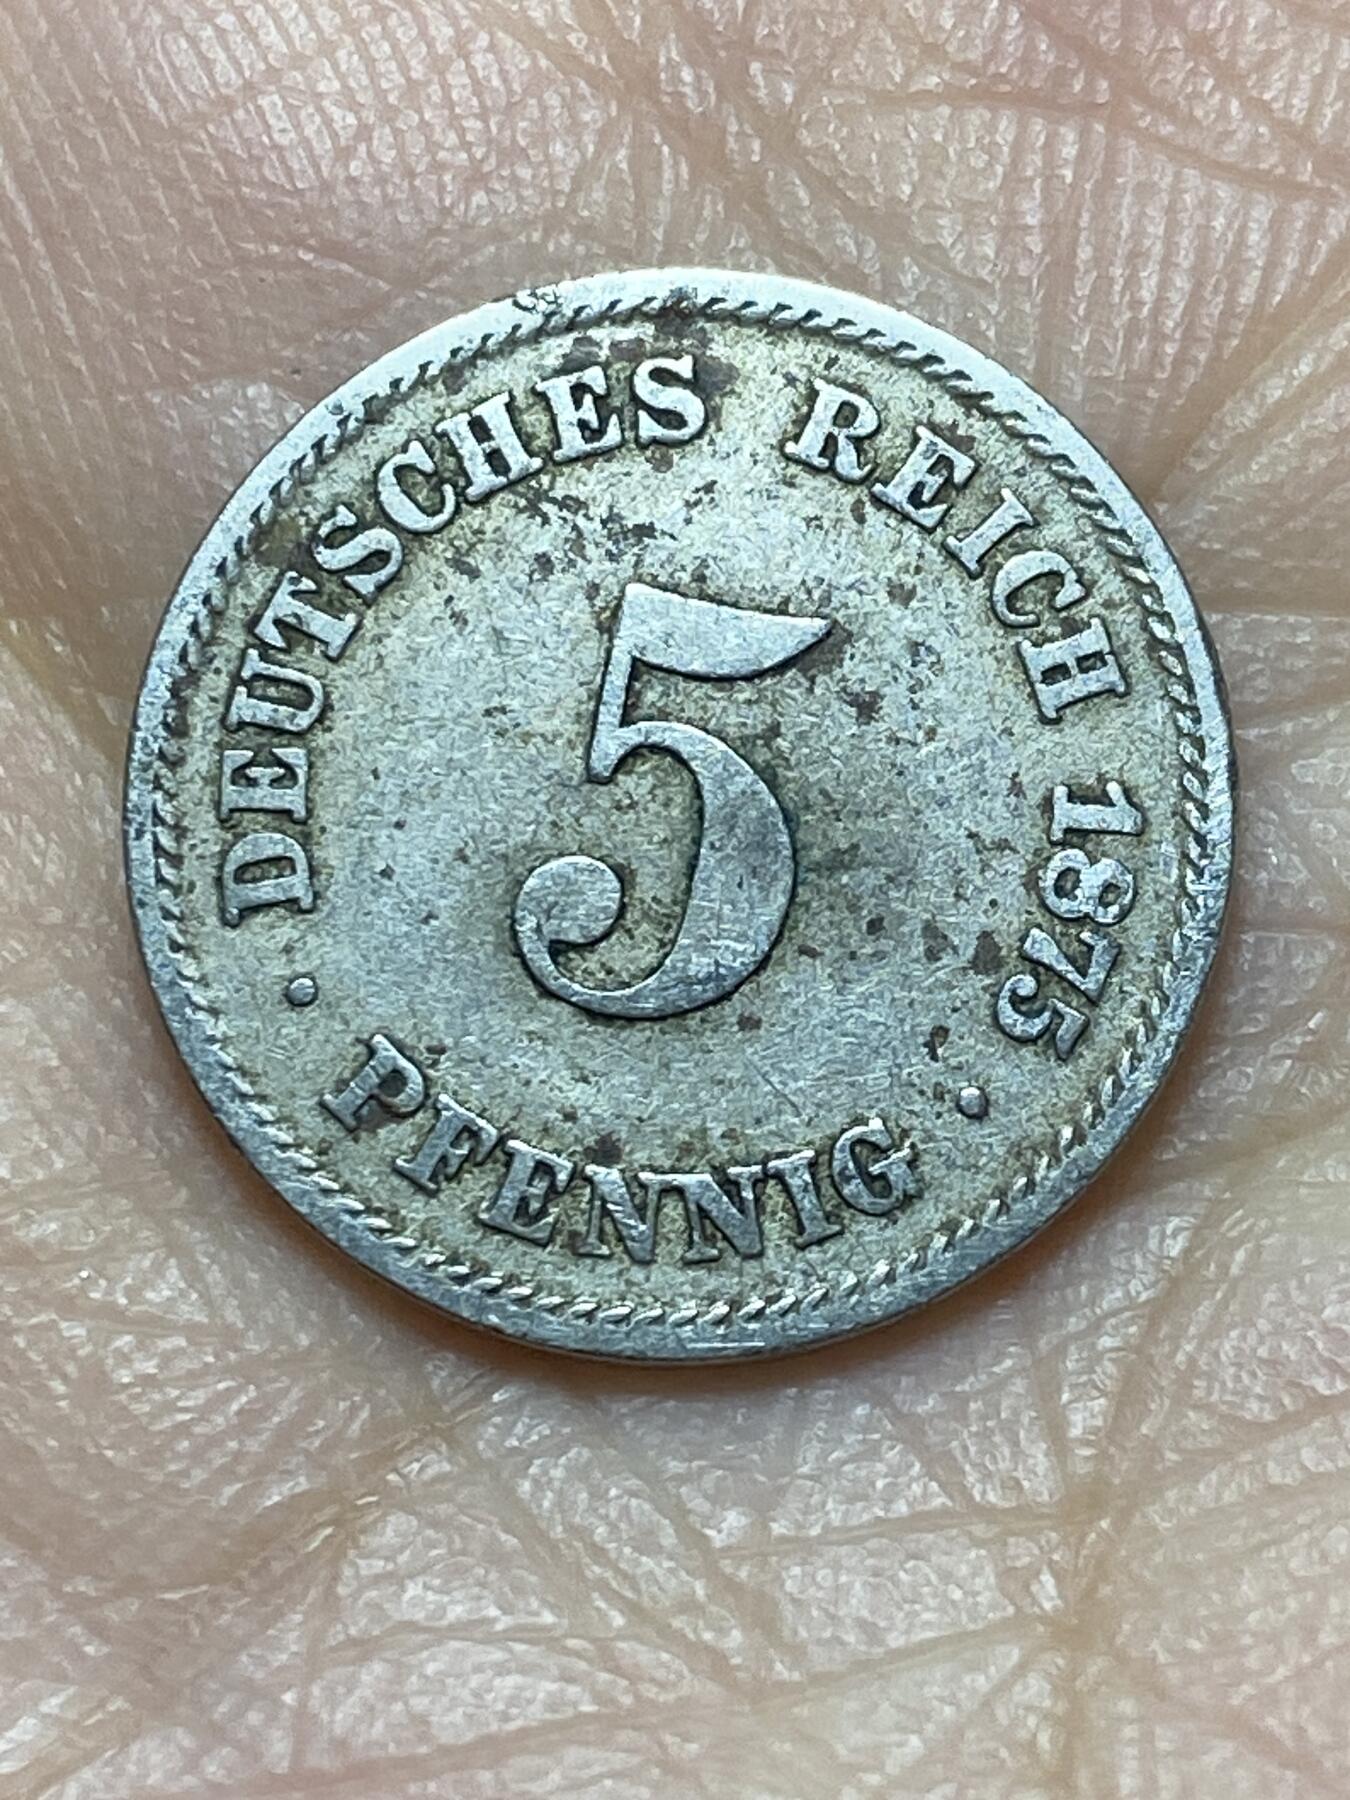 DEUTSCHES REICH 1875
5
· PFENNIG ·